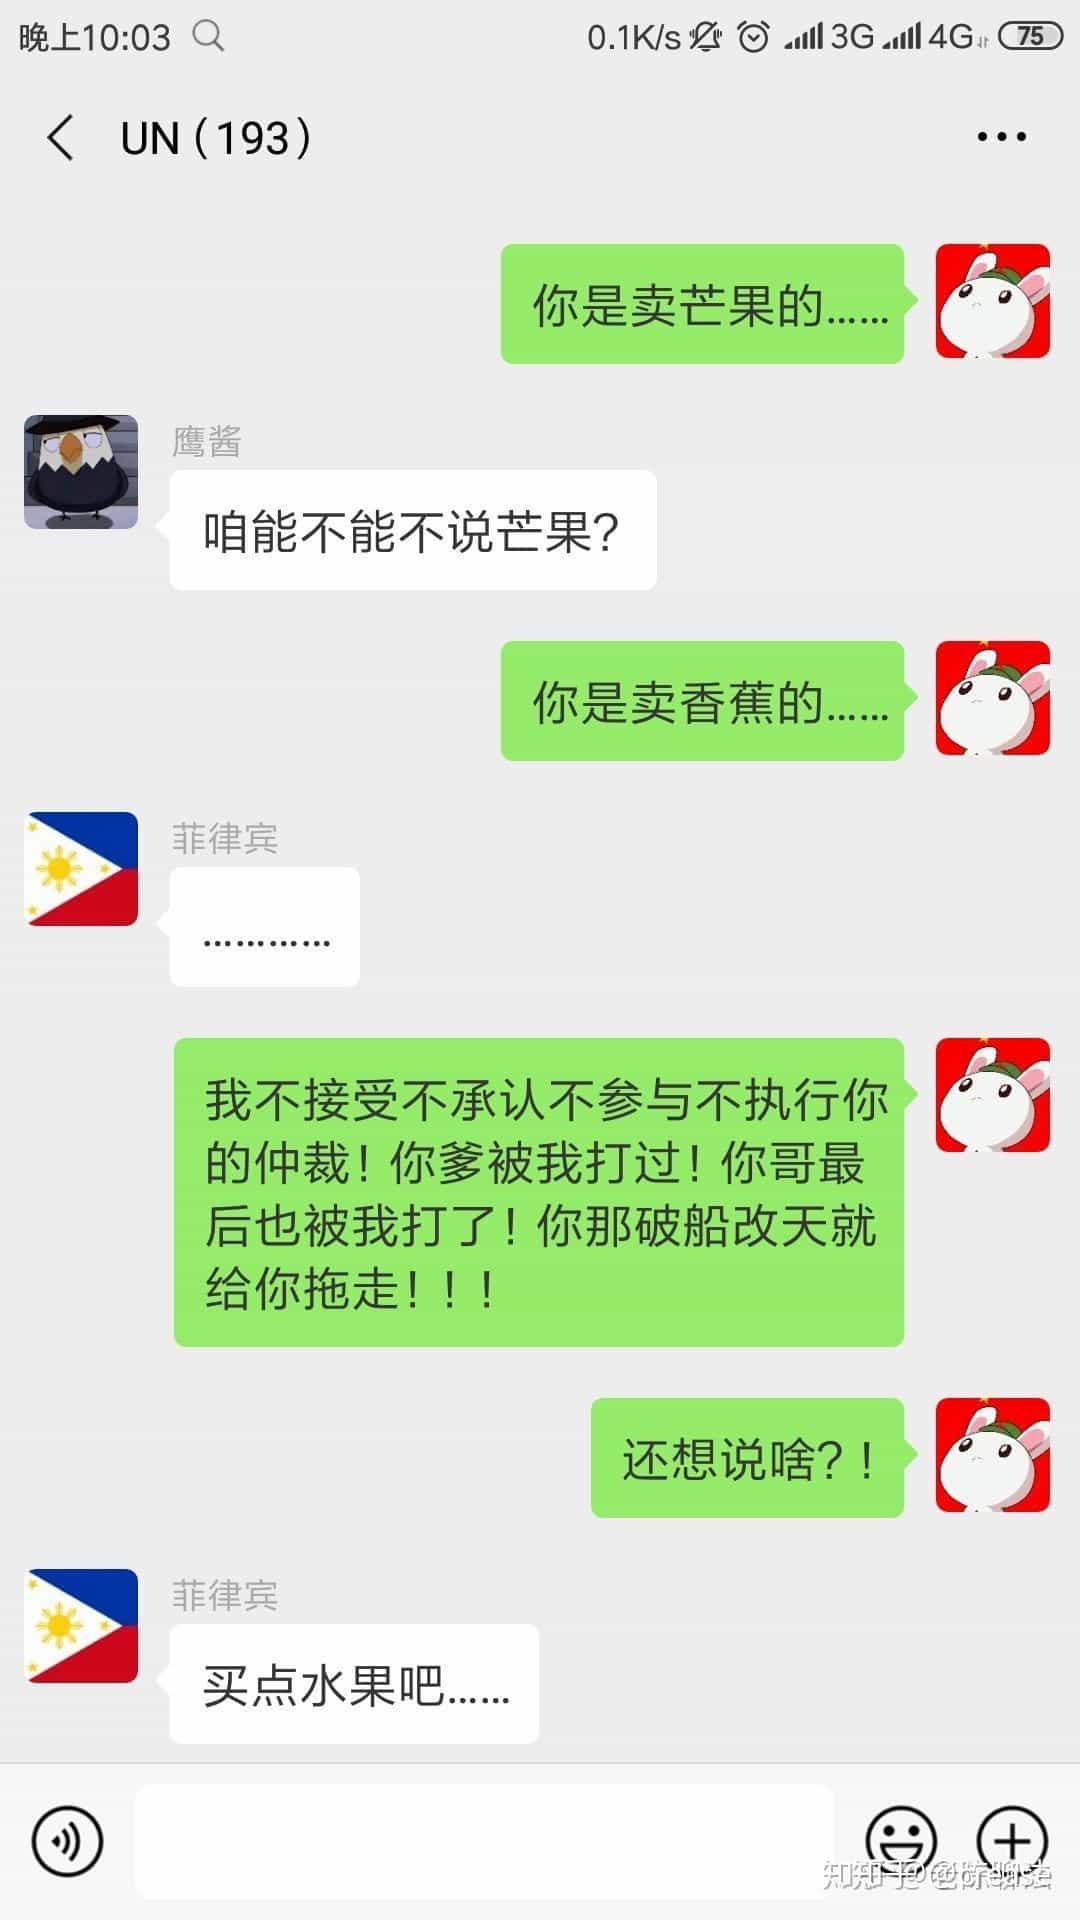 晚上10:03 0.1K/s 3G 4G 75
UN（193）
你是卖芒果的……
鹰酱
咱能不能不说芒果？
你是卖香蕉的……
菲律宾
…………
我不接受不承认不参与不执行你
的仲裁！你爹被我打过！你哥最
后也被我打了！你那破船改天就
给你拖走！！！
还想说啥？！
菲律宾
买点水果吧……